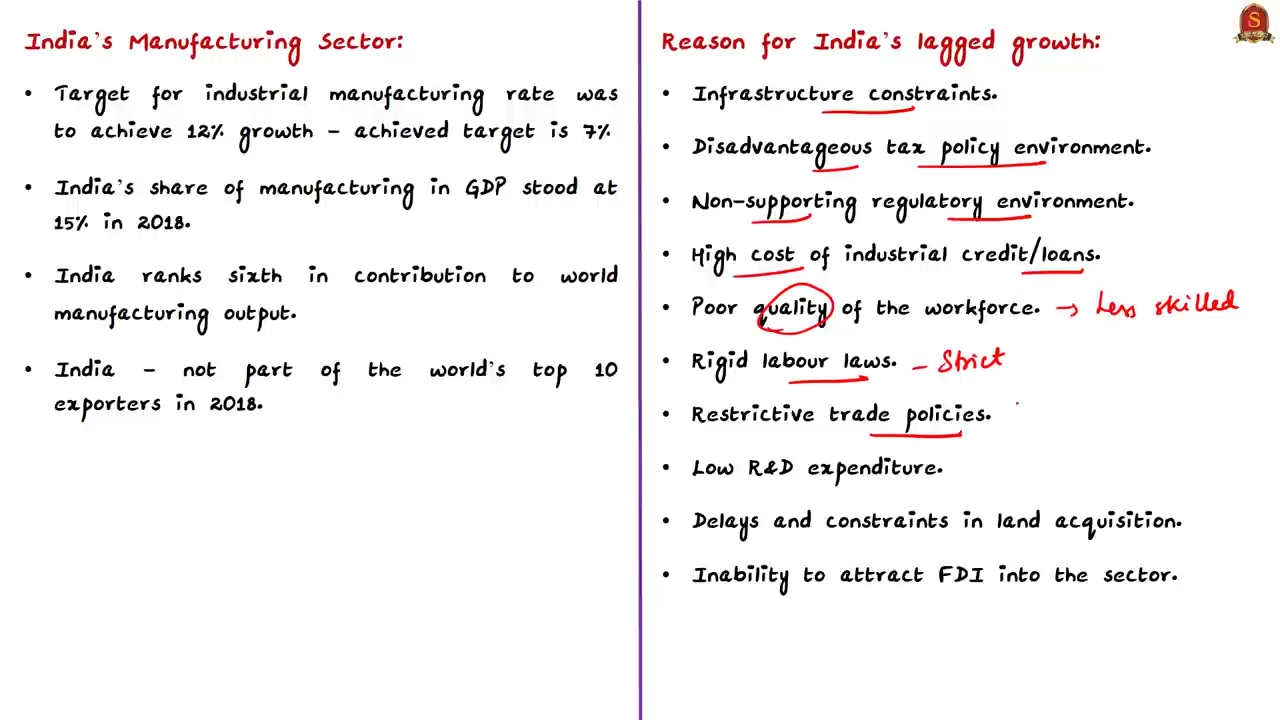 India's Manufacturing Sector:
• Target for industrial manufacturing rate was
to achieve 12% growth – achieved target is 7%
• India's share of manufacturing in GDP stood at
15% in 2018.
• India ranks sixth in contribution to world
manufacturing output.
• India – not part of the world's top 10
exporters in 2018.
Reason for India's lagged growth:
• Infrastructure constraints.
• Disadvantageous tax policy environment.
• Non-supporting regulatory environment.
• High cost of industrial credit/loans.
• Poor quality of the workforce. → Less skilled
• Rigid labour laws. – Strict
• Restrictive trade policies.
• Low R&D expenditure.
• Delays and constraints in land acquisition.
• Inability to attract FDI into the sector.
S